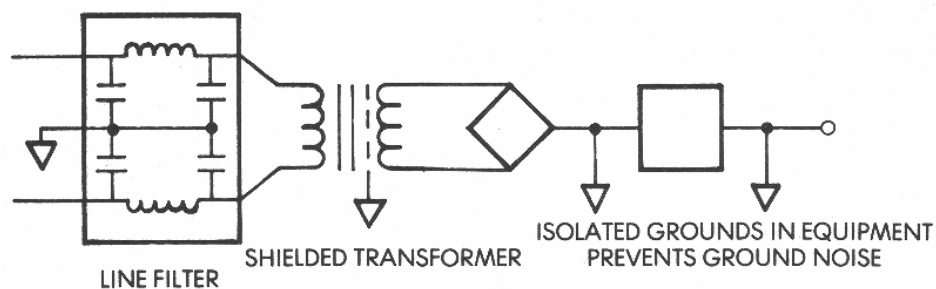 LINE FILTER
SHIELDED TRANSFORMER
ISOLATED GROUNDS IN EQUIPMENT
PREVENTS GROUND NOISE